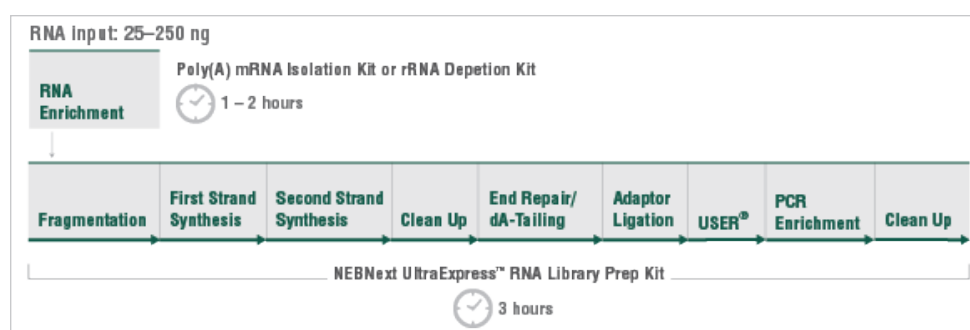 RNA input: 25–250 ng
Poly(A) mRNA Isolation Kit or rRNA Depetion Kit
RNA
Enrichment
1 – 2 hours
Fragmentation
First Strand
Synthesis
Second Strand
Synthesis
Clean Up
End Repair/
dA-Tailing
Adaptor
Ligation
USER®
PCR
Enrichment
Clean Up
NEBNext UltraExpress™ RNA Library Prep Kit
3 hours